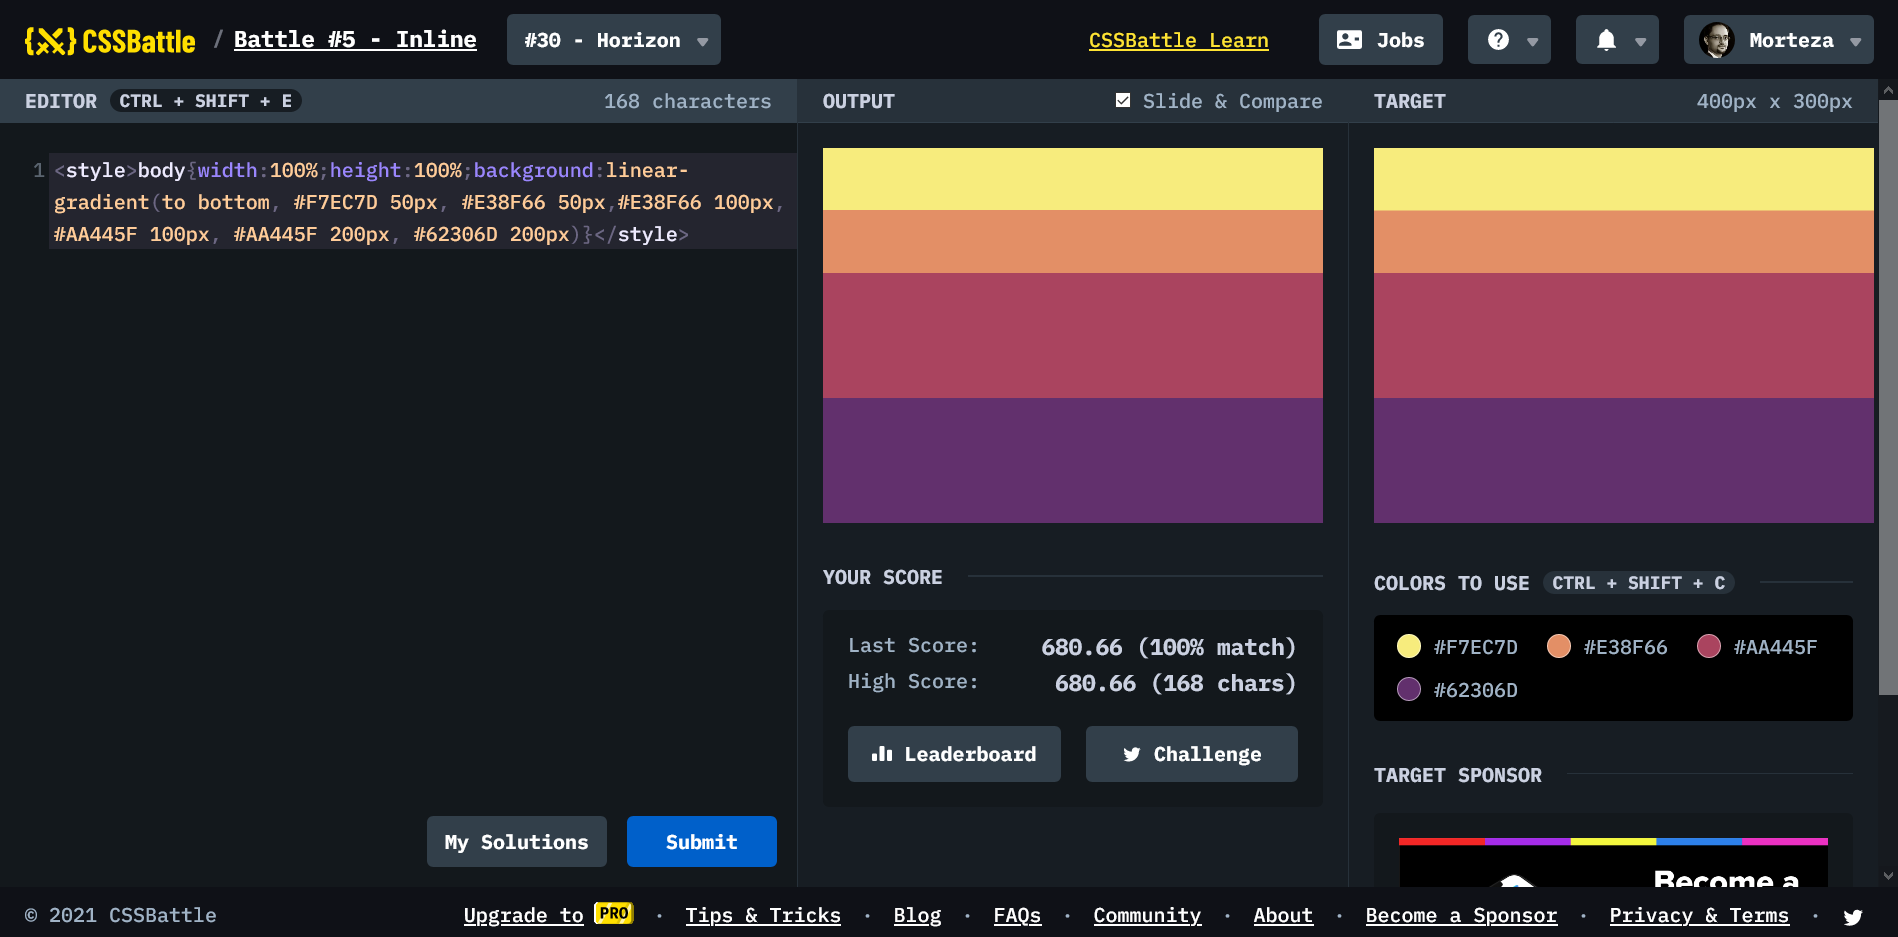 {X} CSSBattle / Battle #5 - Inline #30 - Horizon CSSBattle Learn Jobs Morteza
EDITOR CTRL + SHIFT + E 168 characters
1 <style>body{width:100%;height:100%;background:linear-
gradient(to bottom, #F7EC7D 50px, #E38F66 50px,#E38F66 100px,
#AA445F 100px, #AA445F 200px, #62306D 200px)}</style>
My Solutions Submit
OUTPUT Slide & Compare
YOUR SCORE
Last Score: 680.66 (100% match)
High Score: 680.66 (168 chars)
Leaderboard Challenge
TARGET 400px x 300px
COLORS TO USE CTRL + SHIFT + C
#F7EC7D #E38F66 #AA445F
#62306D
TARGET SPONSOR
Become a
© 2021 CSSBattle Upgrade to PRO · Tips & Tricks · Blog · FAQs · Community · About · Become a Sponsor · Privacy & Terms ·